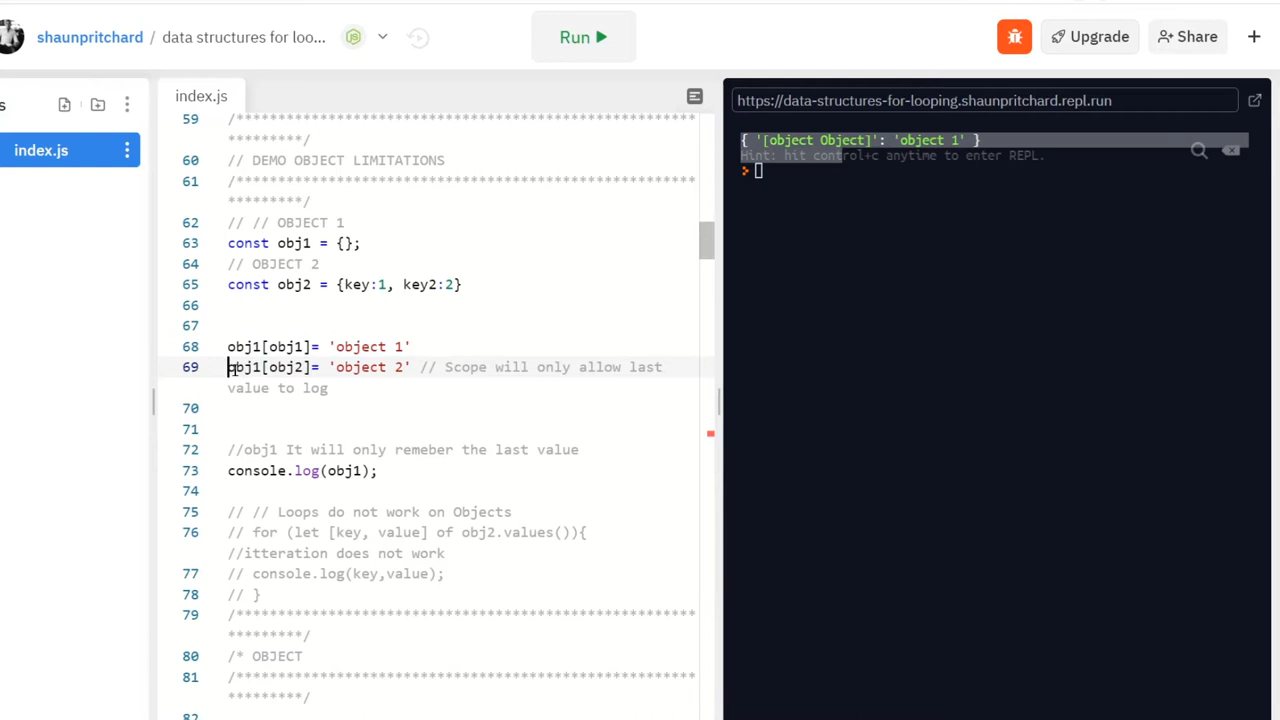 shaunpritchard / data structures for loo...
Run
Upgrade
Share
s
index.js
index.js
59 /********************************************************
*********/
60 // DEMO OBJECT LIMITATIONS
61 /********************************************************
*********/
62 // // OBJECT 1
63 const obj1 = {};
64 // OBJECT 2
65 const obj2 = {key:1, key2:2}
66
67
68 obj1[obj1]= 'object 1'
69 obj1[obj2]= 'object 2' // Scope will only allow last
value to log
70
71
72 //obj1 It will only remeber the last value
73 console.log(obj1);
74
75 // // Loops do not work on Objects
76 // for (let [key, value] of obj2.values()){
//itteration does not work
77 // console.log(key,value);
78 // }
79 /********************************************************
*********/
80 /* OBJECT
81 /********************************************************
*********/
82
https://data-structures-for-looping.shaunpritchard.repl.run
{ '[object Object]': 'object 1' }
Hint: hit control+c anytime to enter REPL.
>